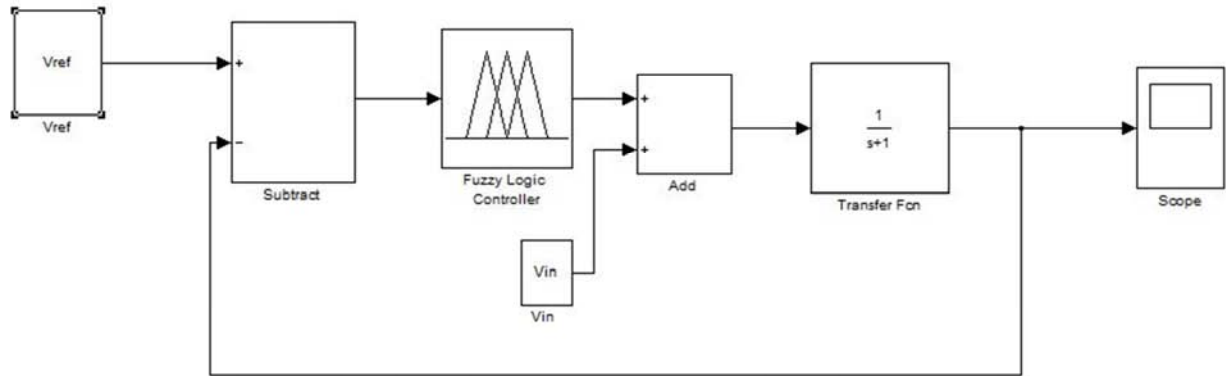 Vref
Vref
+
−
Subtract
Fuzzy Logic
Controller
+
+
Add
Vin
Vin
1
s+1
Transfer Fcn
Scope